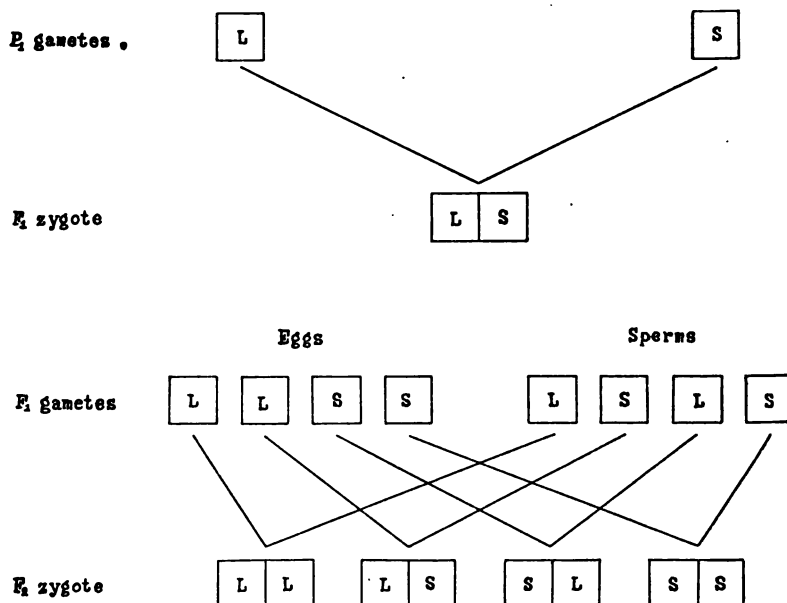 P₁ gametes. L S
F₁ zygote L S
Eggs Sperms
F₁ gametes L L S S L S L S
F₂ zygote L L L S S L S S